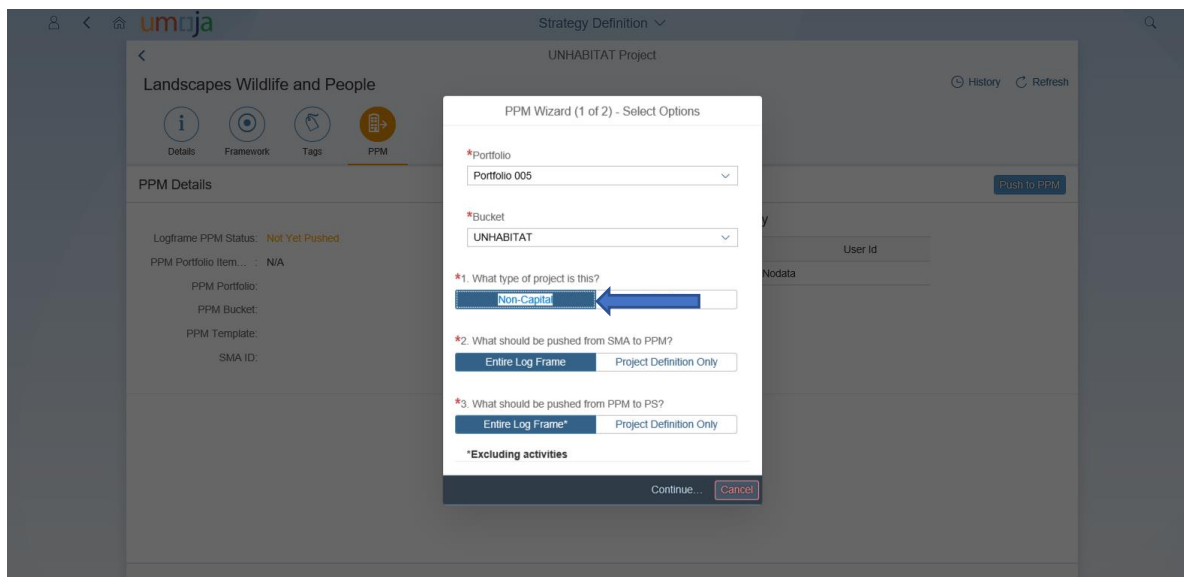 umoja
Strategy Definition
UNHABITAT Project
Landscapes Wildlife and People
History
Refresh
Details
Framework
Tags
PPM
PPM Details
Push to PPM
Logframe PPM Status: Not Yet Pushed
PPM Portfolio Item... : N/A
PPM Portfolio:
PPM Bucket:
PPM Template:
SMA ID:
y
User Id
Nodata
PPM Wizard (1 of 2) - Select Options
*Portfolio
Portfolio 005
*Bucket
UNHABITAT
*1. What type of project is this?
Non-Capital
*2. What should be pushed from SMA to PPM?
Entire Log Frame
Project Definition Only
*3. What should be pushed from PPM to PS?
Entire Log Frame*
Project Definition Only
*Excluding activities
Continue...
Cancel